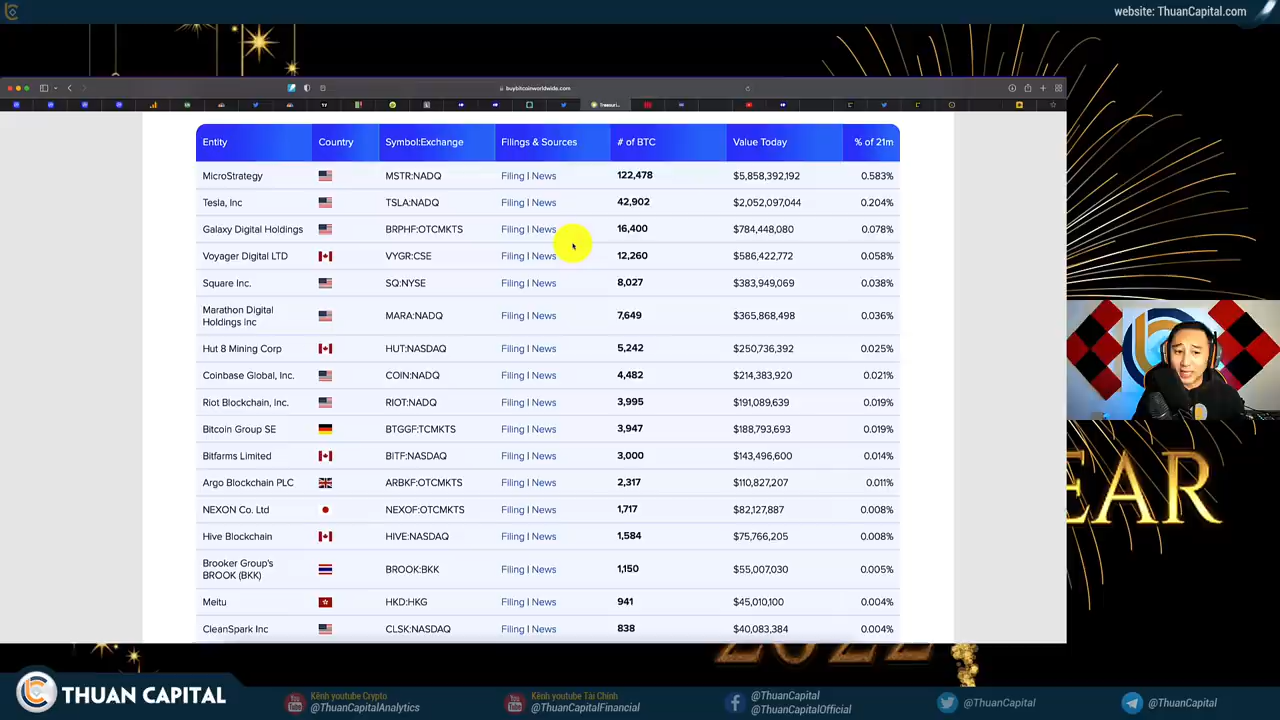 website: ThuanCapital.com
buybitcoinworldwide.com
Treasuri...
Entity Country Symbol:Exchange Filings & Sources # of BTC Value Today % of 21m
MicroStrategy MSTR:NADQ Filing | News 122,478 $5,858,392,192 0.583%
Tesla, Inc TSLA:NADQ Filing | News 42,902 $2,052,097,044 0.204%
Galaxy Digital Holdings BRPHF:OTCMKTS Filing | News 16,400 $784,448,080 0.078%
Voyager Digital LTD VYGR:CSE Filing | News 12,260 $586,422,772 0.058%
Square Inc. SQ:NYSE Filing | News 8,027 $383,949,069 0.038%
Marathon Digital
Holdings Inc MARA:NADQ Filing | News 7,649 $365,868,498 0.036%
Hut 8 Mining Corp HUT:NASDAQ Filing | News 5,242 $250,736,392 0.025%
Coinbase Global, Inc. COIN:NADQ Filing | News 4,482 $214,383,920 0.021%
Riot Blockchain, Inc. RIOT:NADQ Filing | News 3,995 $191,089,639 0.019%
Bitcoin Group SE BTGGF:TCMKTS Filing | News 3,947 $188,793,693 0.019%
Bitfarms Limited BITF:NASDAQ Filing | News 3,000 $143,496,600 0.014%
Argo Blockchain PLC ARBKF:OTCMKTS Filing | News 2,317 $110,827,207 0.011%
NEXON Co. Ltd NEXOF:OTCMKTS Filing | News 1,717 $82,127,887 0.008%
Hive Blockchain HIVE:NASDAQ Filing | News 1,584 $75,766,205 0.008%
Brooker Group's
BROOK (BKK) BROOK:BKK Filing | News 1,150 $55,007,030 0.005%
Meitu HKD:HKG Filing | News 941 $45,010,100 0.004%
CleanSpark Inc CLSK:NASDAQ Filing | News 838 $40,083,384 0.004%
EAR
2022
THUAN CAPITAL
Kênh youtube Crypto
@ThuanCapitalAnalytics
Kênh youtube Tài Chính
@ThuanCapitalFinancial
@ThuanCapital
@ThuanCapitalOfficial
@ThuanCapital
@ThuanCapital